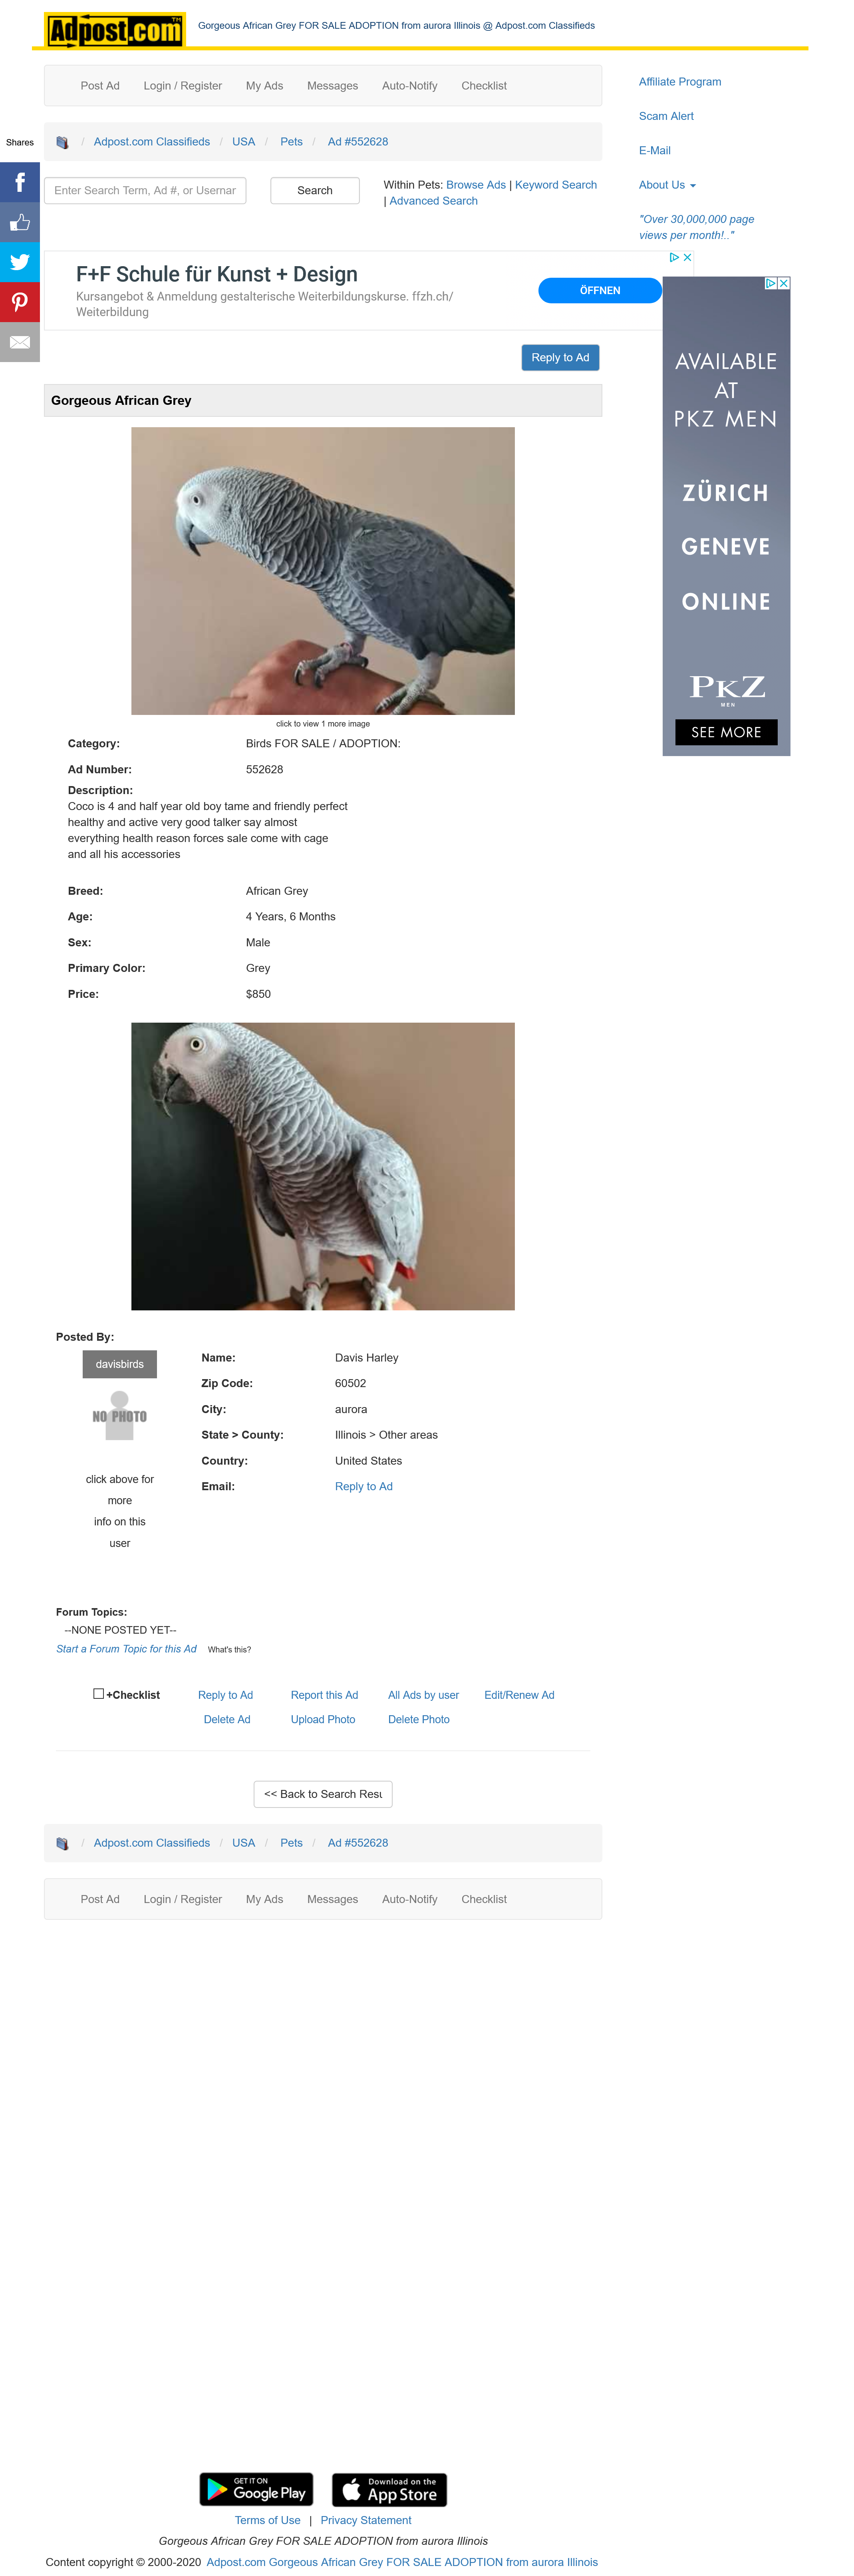 Adpost.com TM
Gorgeous African Grey FOR SALE ADOPTION from aurora Illinois @ Adpost.com Classifieds
Post Ad Login / Register My Ads Messages Auto-Notify Checklist
Affiliate Program
Scam Alert
E-Mail
About Us
"Over 30,000,000 page
views per month!.."
Shares
/ Adpost.com Classifieds / USA / Pets / Ad #552628
Enter Search Term, Ad #, or Usernar
Search
Within Pets: Browse Ads | Keyword Search
| Advanced Search
F+F Schule für Kunst + Design
Kursangebot & Anmeldung gestalterische Weiterbildungskurse. ffzh.ch/
Weiterbildung
ÖFFNEN
Reply to Ad
AVAILABLE
AT
PKZ MEN
ZÜRICH
GENEVE
ONLINE
PKZ
MEN
SEE MORE
Gorgeous African Grey
click to view 1 more image
Category: Birds FOR SALE / ADOPTION:
Ad Number: 552628
Description:
Coco is 4 and half year old boy tame and friendly perfect
healthy and active very good talker say almost
everything health reason forces sale come with cage
and all his accessories
Breed: African Grey
Age: 4 Years, 6 Months
Sex: Male
Primary Color: Grey
Price: $850
Posted By:
davisbirds
NO PHOTO
click above for
more
info on this
user
Name: Davis Harley
Zip Code: 60502
City: aurora
State > County: Illinois > Other areas
Country: United States
Email: Reply to Ad
Forum Topics:
--NONE POSTED YET--
Start a Forum Topic for this Ad What's this?
+Checklist Reply to Ad Report this Ad All Ads by user Edit/Renew Ad
Delete Ad Upload Photo Delete Photo
<< Back to Search Resu
/ Adpost.com Classifieds / USA / Pets / Ad #552628
Post Ad Login / Register My Ads Messages Auto-Notify Checklist
GET IT ON
Google Play
Download on the
App Store
Terms of Use | Privacy Statement
Gorgeous African Grey FOR SALE ADOPTION from aurora Illinois
Content copyright © 2000-2020 Adpost.com Gorgeous African Grey FOR SALE ADOPTION from aurora Illinois